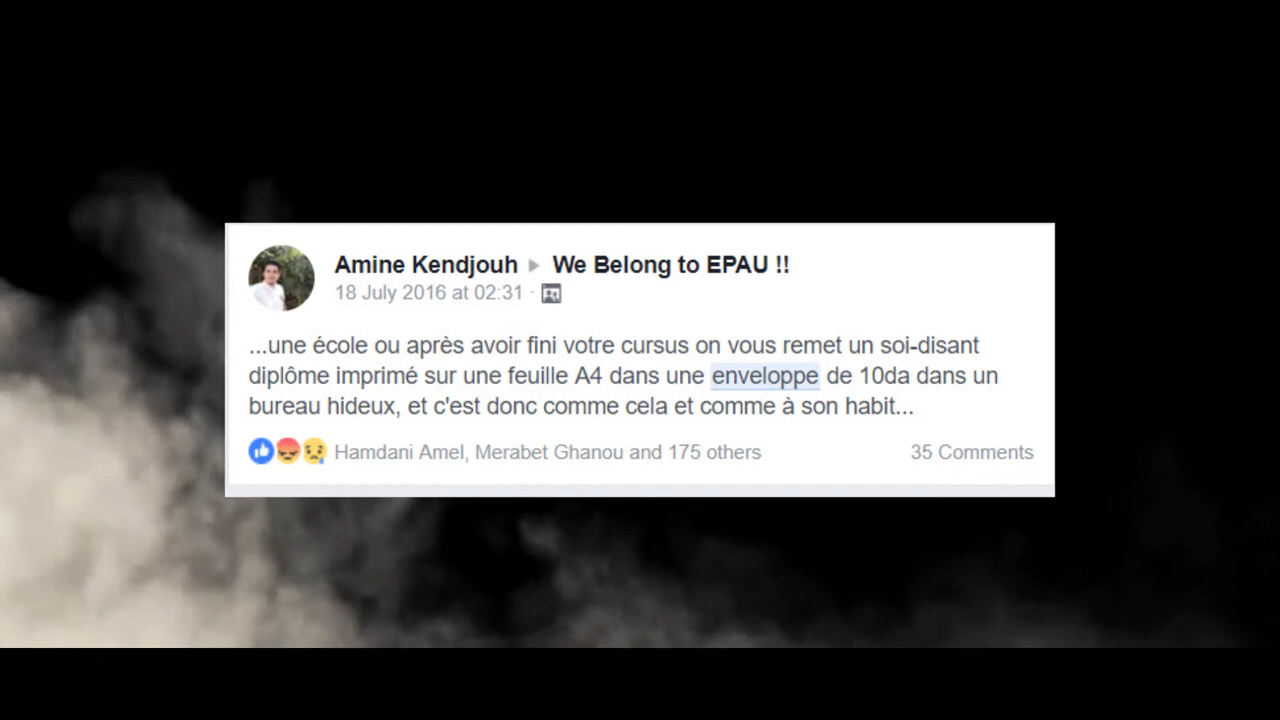 Amine Kendjouh ▸ We Belong to EPAU !!
18 July 2016 at 02:31 ·
...une école ou après avoir fini votre cursus on vous remet un soi-disant
diplôme imprimé sur une feuille A4 dans une enveloppe de 10da dans un
bureau hideux, et c'est donc comme cela et comme à son habit...
Hamdani Amel, Merabet Ghanou and 175 others 35 Comments